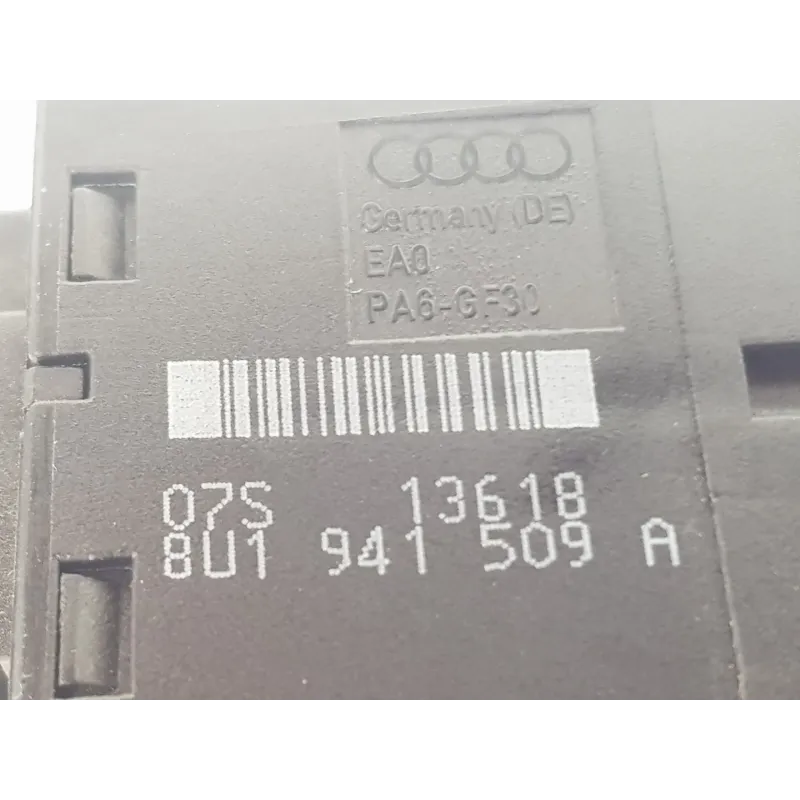 Germany (DE)
EA0
PA6-GF30
07S 13618
8U1 941 509 A